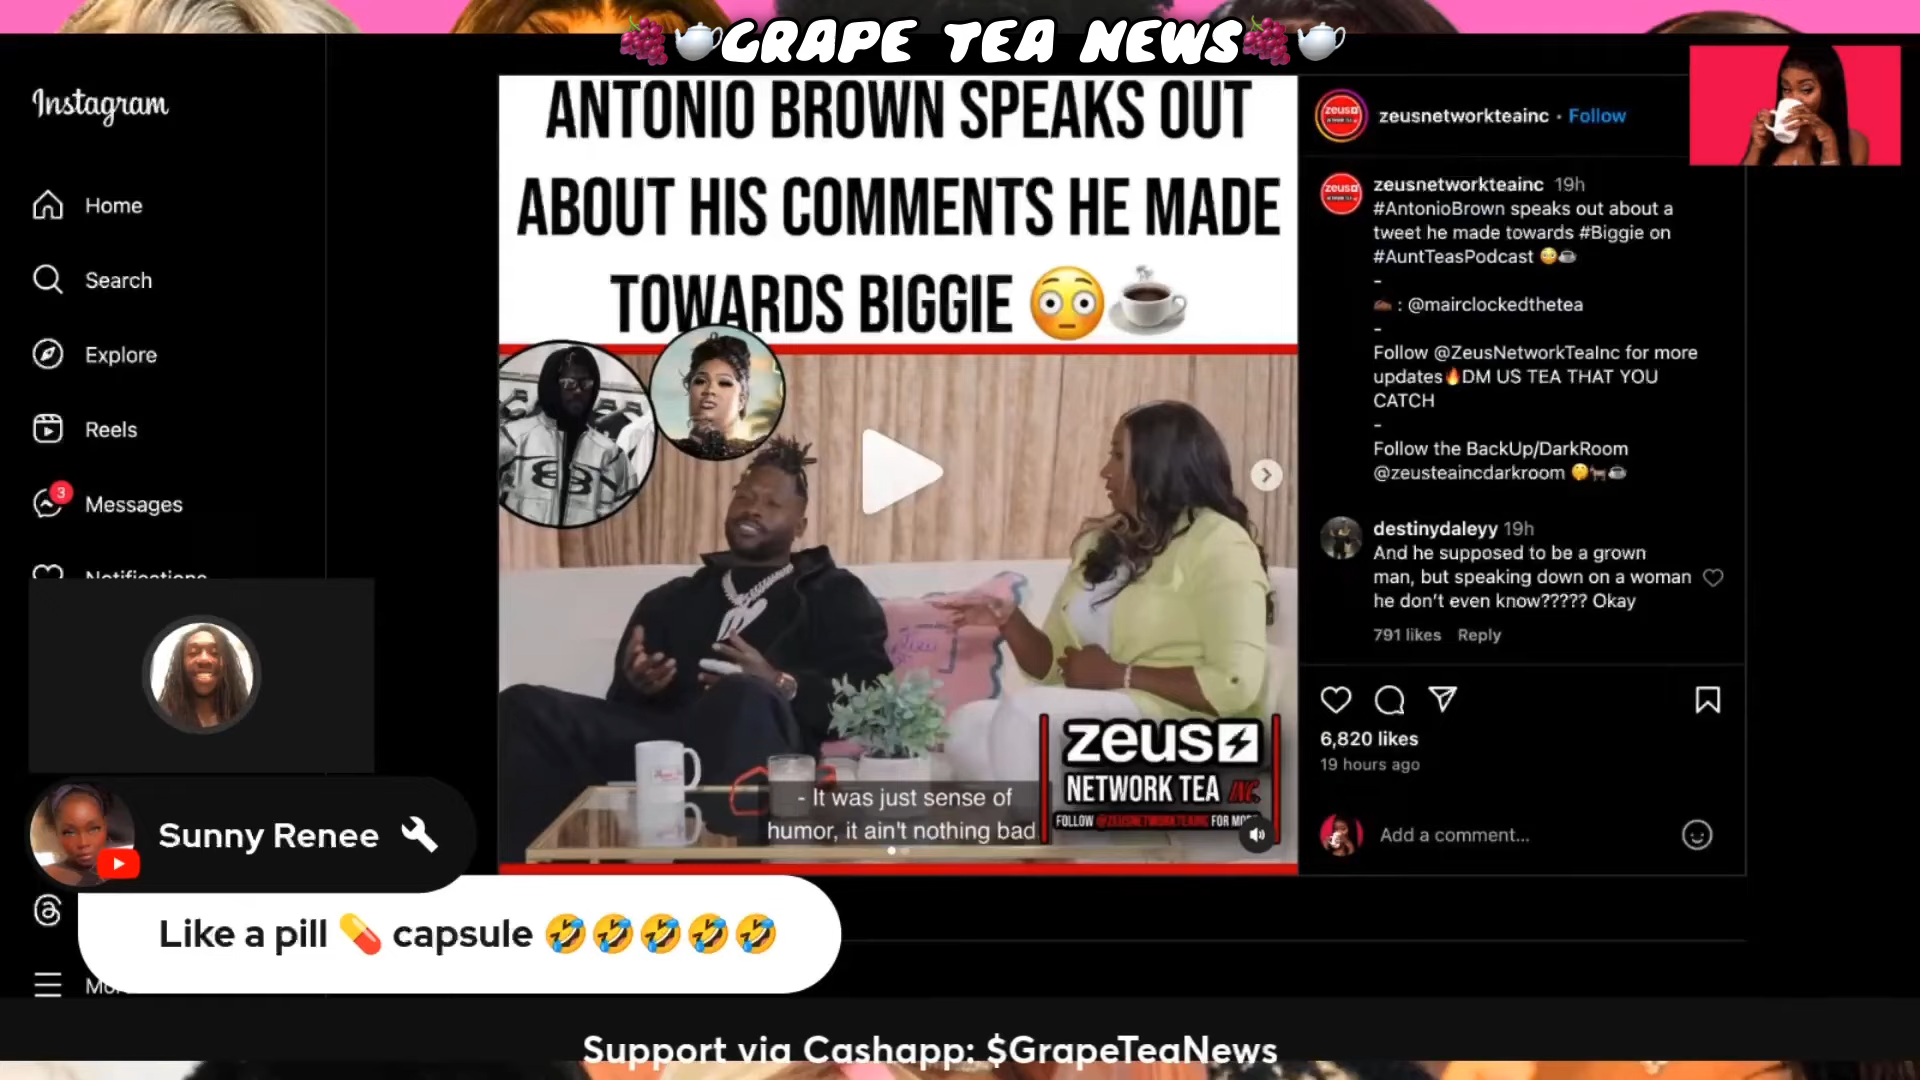 GRAPE TEA NEWS
Instagram
Home
Search
Explore
Reels
3
Messages
Notifications
ANTONIO BROWN SPEAKS OUT
ABOUT HIS COMMENTS HE MADE
TOWARDS BIGGIE 😳☕
- It was just sense of
humor, it ain't nothing bad
zeus
NETWORK TEA INC.
FOLLOW @ZEUSNETWORKTEAINC FOR
zeusnetworkteainc • Follow
zeusnetworkteainc 19h
#AntonioBrown speaks out about a
tweet he made towards #Biggie on
#AuntTeasPodcast 😳☕
-
✍🏾 : @mairclockedthetea
-
Follow @ZeusNetworkTeaInc for more
updates🔥DM US TEA THAT YOU
CATCH
-
Follow the BackUp/DarkRoom
@zeusteaincdarkroom
destinydaleyy 19h
And he supposed to be a grown
man, but speaking down on a woman
he don't even know????? Okay
791 likes Reply
6,820 likes
19 hours ago
Add a comment...
Sunny Renee
Like a pill 💊 capsule 🤣🤣🤣🤣🤣
Support via Cashapp: $GrapeTeaNews